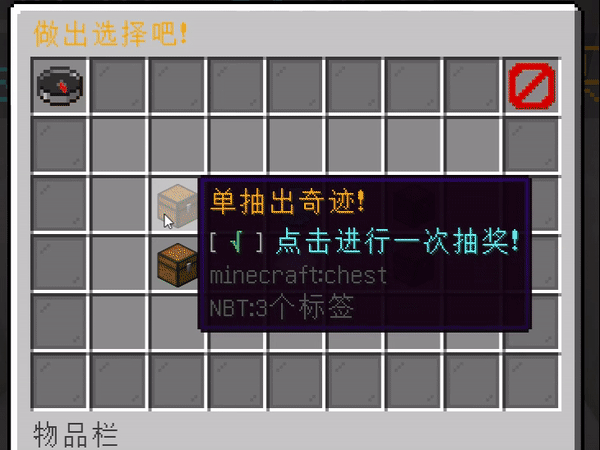 做出选择吧!
单抽出奇迹!
[ √ ] 点击进行一次抽奖!
minecraft:chest
NBT:3个标签
物品栏